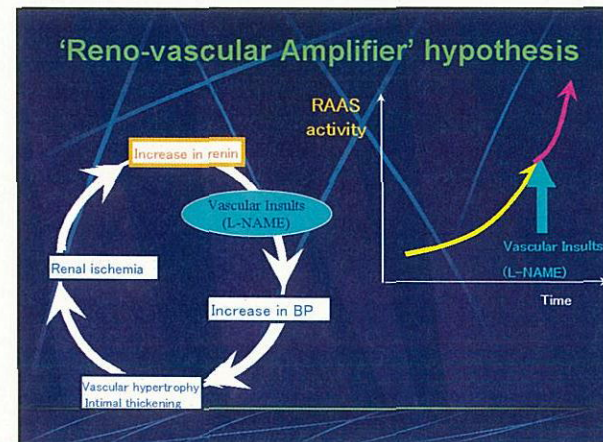 'Reno-vascular Amplifier' hypothesis
RAAS
activity
Increase in renin
Vascular Insults
(L-NAME)
Renal ischemia
Increase in BP
Vascular hypertrophy
Intimal thickening
Vascular Insults
(L-NAME)
Time